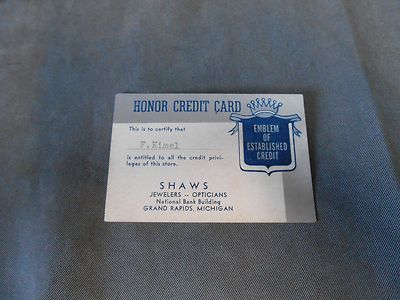 HONOR CREDIT CARD
This is to certify that
F. Kimel
is entitled to all the credit privi-
leges of this store.
EMBLEM
OF
ESTABLISHED
CREDIT
SHAWS
JEWELERS -- OPTICIANS
National Bank Building
GRAND RAPIDS, MICHIGAN